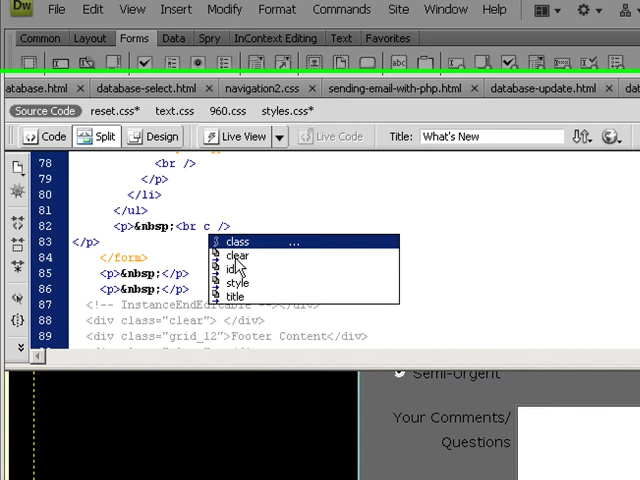 Dw File Edit View Insert Modify Format Commands Site Window Help
Common Layout Forms Data Spry InContext Editing Text Favorites
atabase.html × database-select.html × navigation2.css × sending-email-with-php.html × database-update.html ×
Source Code reset.css* text.css 960.css styles.css*
Code Split Design Live View Live Code Title: What's New
78 <br />
79 </p>
80 </li>
81 </ul>
82 <p>&nbsp;<br c />
83 </p>
class ...
84 </form>
clear
85 <p>&nbsp;</p>
id
style
86 <p>&nbsp;</p>
title
87 <!-- InstanceEndEditable --></div>
88 <div class="clear"> </div>
89 <div class="grid_12">Footer Content</div>
Semi-Urgent
Your Comments/
Questions